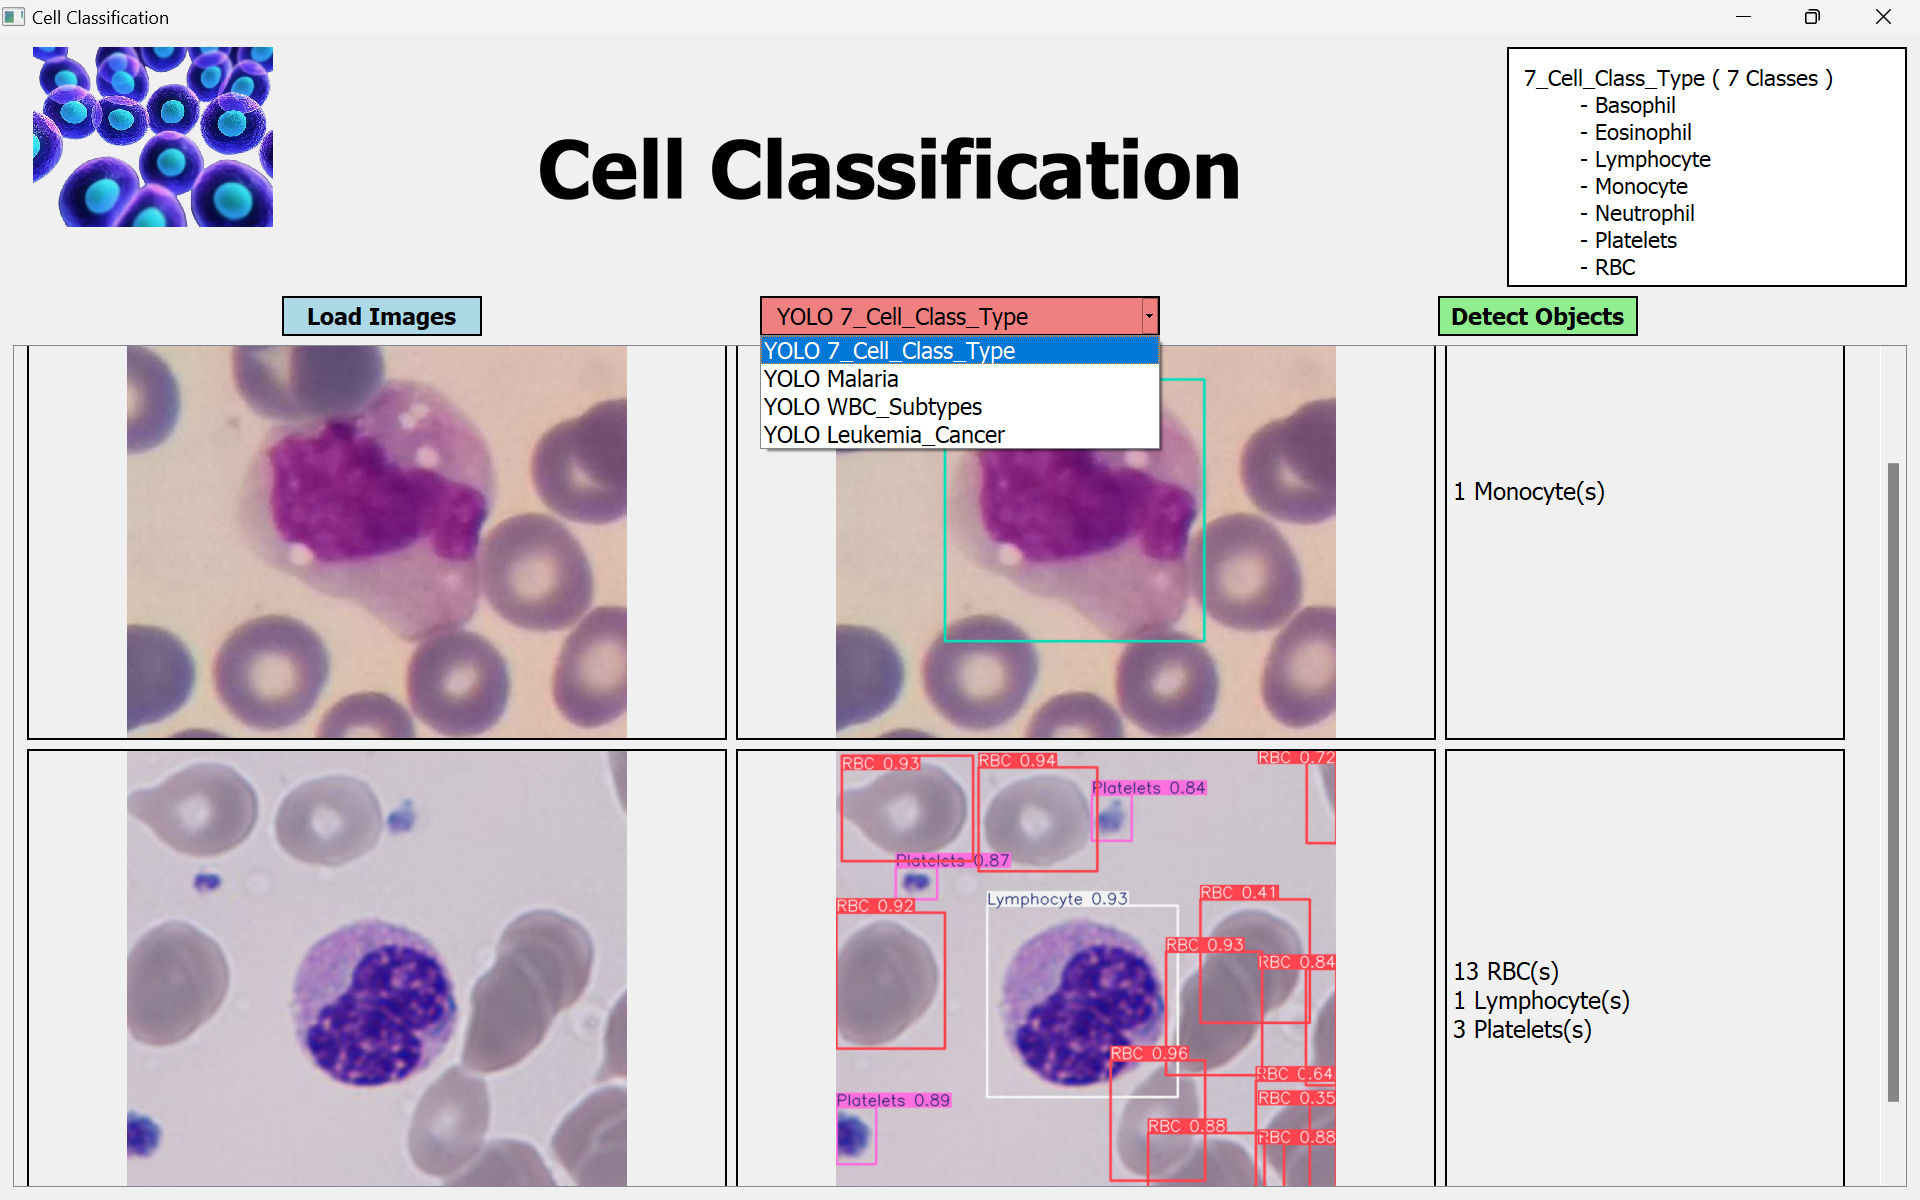 Cell Classification
Cell Classification
7_Cell_Class_Type ( 7 Classes )
- Basophil
- Eosinophil
- Lymphocyte
- Monocyte
- Neutrophil
- Platelets
- RBC
Load Images
YOLO 7_Cell_Class_Type
Detect Objects
YOLO 7_Cell_Class_Type
YOLO Malaria
YOLO WBC_Subtypes
YOLO Leukemia_Cancer
1 Monocyte(s)
RBC 0.93
RBC 0.94
RBC 0.72
Platelets 0.84
Platelets 0.87
Lymphocyte 0.93
RBC 0.41
RBC 0.92
RBC 0.93
RBC 0.84
RBC 0.96
RBC 0.64
Platelets 0.89
RBC 0.35
RBC 0.88
RBC 0.88
13 RBC(s)
1 Lymphocyte(s)
3 Platelets(s)